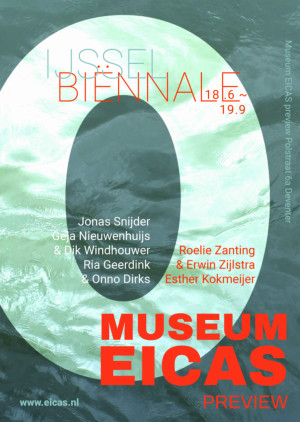 IJSSEL
BIËNNALE
18.6 ~
19.9
Museum EICAS preview Polstraat 6a Deventer
Jonas Snijder
Geja Nieuwenhuijs
& Dik Windhouwer
Ria Geerdink
& Onno Dirks
Roelie Zanting
& Erwin Zijlstra
Esther Kokmeijer
MUSEUM
EICAS
PREVIEW
www.eicas.nl